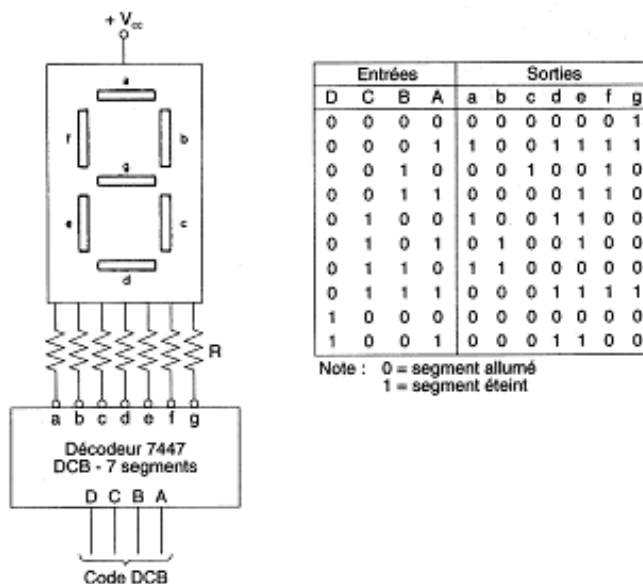 + Vcc
a
f b
g
e c
d
R
a b c d e f g
Décodeur 7447
DCB - 7 segments
D C B A
Code DCB
Entrées Sorties
D C B A a b c d e f g
0 0 0 0 0 0 0 0 0 0 1
0 0 0 1 1 0 0 1 1 1 1
0 0 1 0 0 0 1 0 0 1 0
0 0 1 1 0 0 0 0 1 1 0
0 1 0 0 1 0 0 1 1 0 0
0 1 0 1 0 1 0 0 1 0 0
0 1 1 0 1 1 0 0 0 0 0
0 1 1 1 0 0 0 1 1 1 1
1 0 0 0 0 0 0 0 0 0 0
1 0 0 1 0 0 0 1 1 0 0
Note : 0 = segment allumé
1 = segment éteint